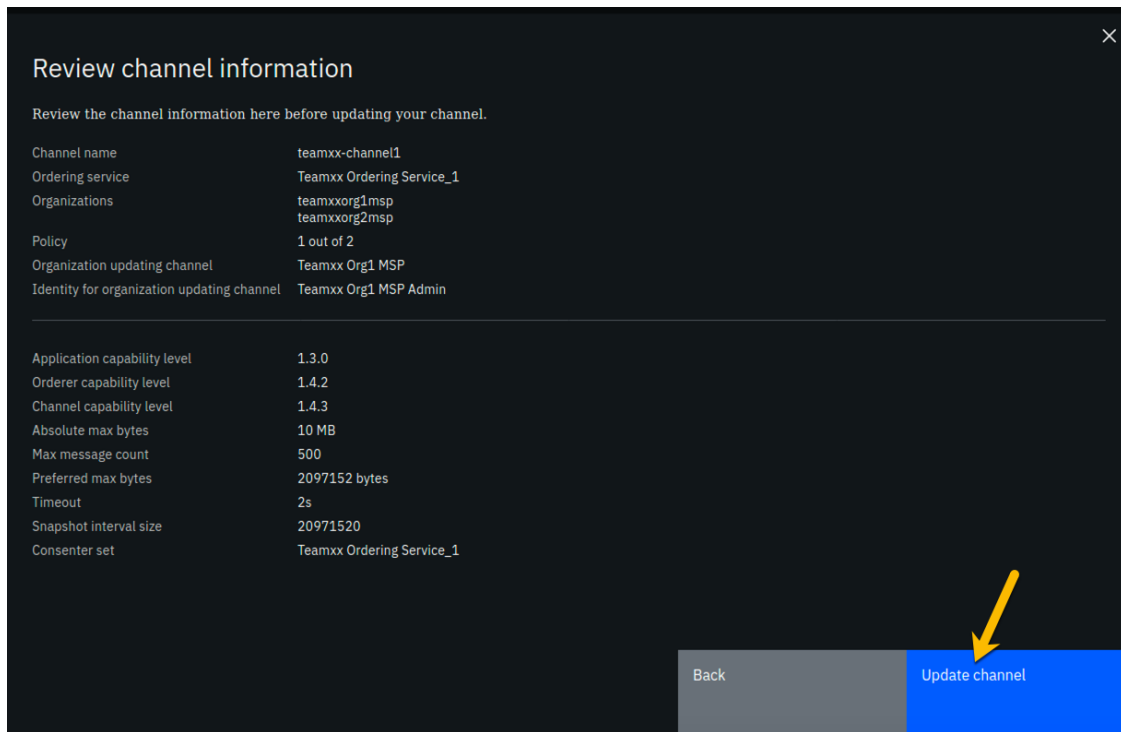 Review channel information
Review the channel information here before updating your channel.
Channel name teamxx-channel1
Ordering service Teamxx Ordering Service_1
Organizations teamxxorg1msp
teamxxorg2msp
Policy 1 out of 2
Organization updating channel Teamxx Org1 MSP
Identity for organization updating channel Teamxx Org1 MSP Admin
Application capability level 1.3.0
Orderer capability level 1.4.2
Channel capability level 1.4.3
Absolute max bytes 10 MB
Max message count 500
Preferred max bytes 2097152 bytes
Timeout 2s
Snapshot interval size 20971520
Consenter set Teamxx Ordering Service_1
Back Update channel